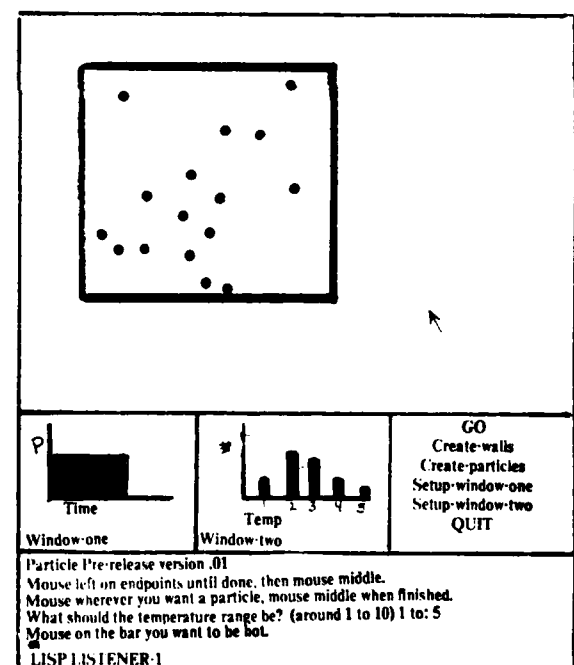 P
Time
Window-one
#
1 2 3 4 5
Temp
Window-two
GO
Create-walls
Create-particles
Setup-window-one
Setup-window-two
QUIT
Particle Pre-release version .01
Mouse left on endpoints until done, then mouse middle.
Mouse wherever you want a particle, mouse middle when finished.
What should the temperature range be? (around 1 to 10) 1 to: 5
Mouse on the bar you want to be hot.
LISP LISTENER-1